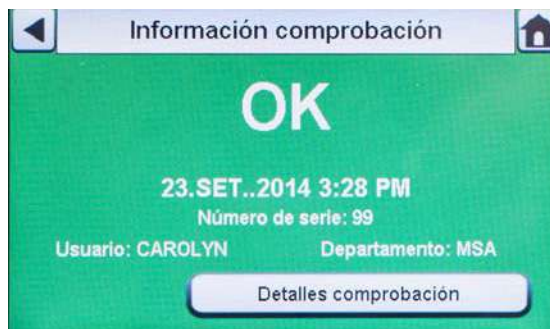 Información comprobación
OK
23.SET..2014 3:28 PM
Número de serie: 99
Usuario: CAROLYN Departamento: MSA
Detalles comprobación